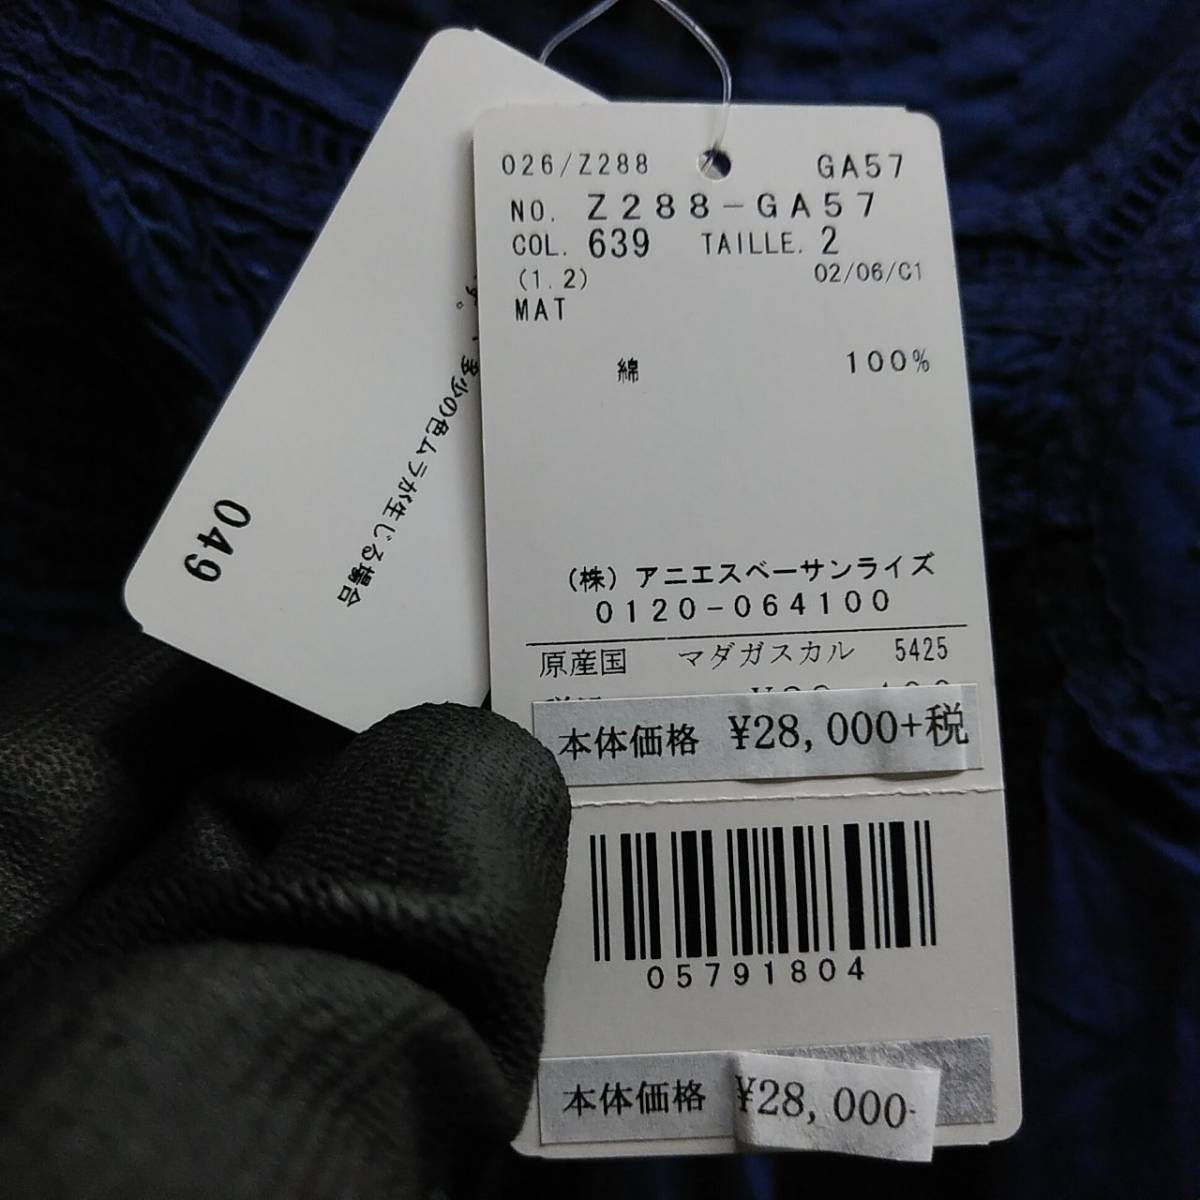 026/Z288 GA57
NO. Z288-GA57
COL. 639 TAILLE. 2
(1.2) 02/06/C1
MAT
綿 100%
(株) アニエスベーサンライズ
0120-064100
原産国 マダガスカル 5425
本体価格 ¥28,000+税
05791804
本体価格 ¥28,000-
す。
、多少の色ムラが生じる場合
049